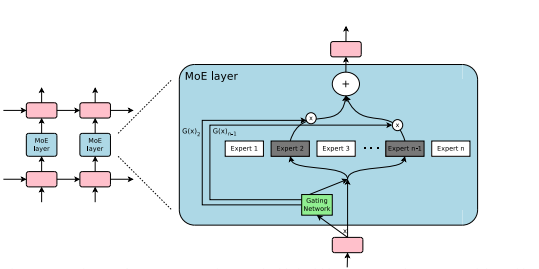 MoE layer
+
x
x
G(x)2
G(x)n-1
MoE
layer
MoE
layer
Expert 1
Expert 2
Expert 3
...
Expert n-1
Expert n
Gating
Network
x